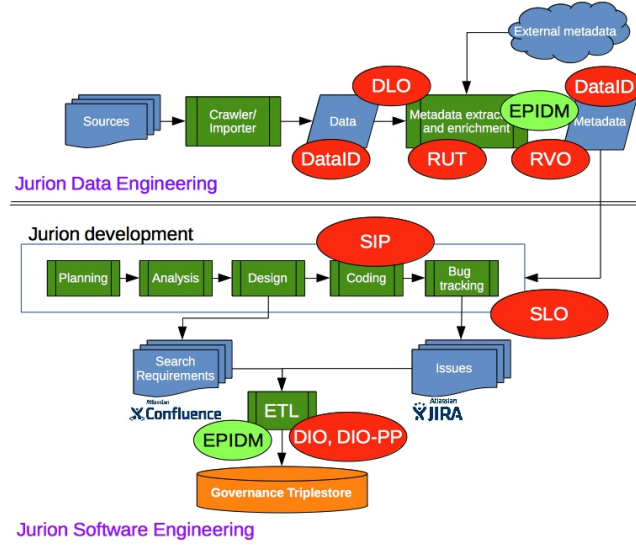 External metadata
DLO
DataID
Sources
Crawler/
Importer
Data
Metadata
and enrichment
EPIDM
Metadata
DataID
RUT
RVO
Jurion Data Engineering
Jurion development
SIP
Planning
Analysis
Design
Coding
Bug
tracking
SLO
Search
Requirements
Issues
Atlassian
Confluence
Atlassian
JIRA
ETL
EPIDM
DIO, DIO-PP
Governance Triplestore
Jurion Software Engineering